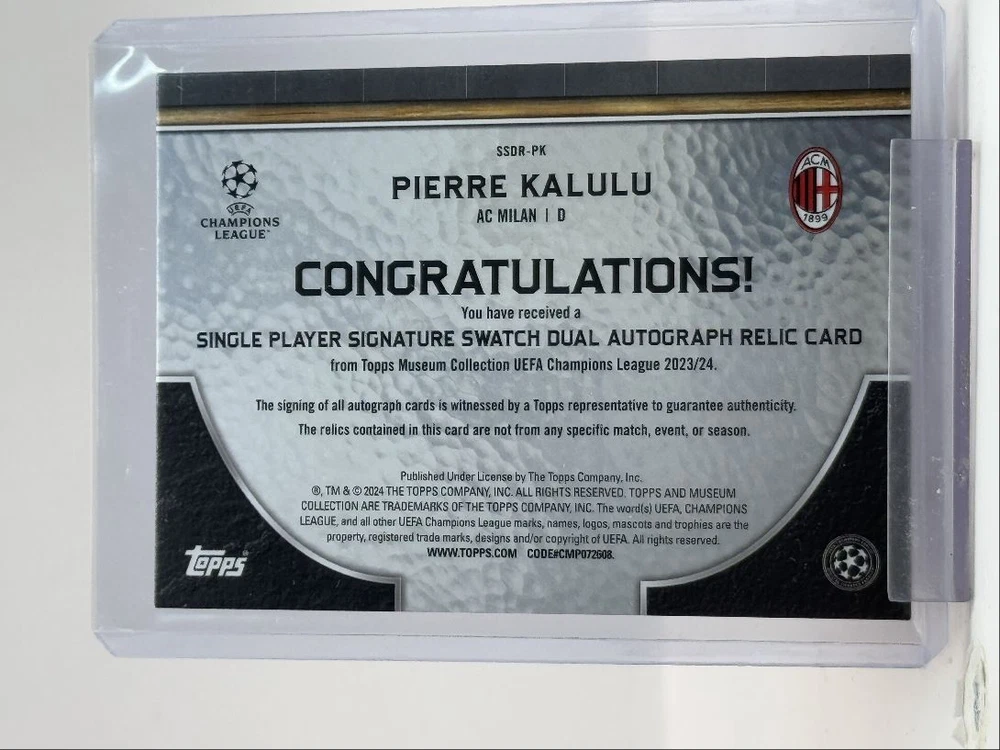 SSDR-PK
PIERRE KALULU
AC MILAN | D
UEFA
CHAMPIONS
LEAGUE™
ACM
1899
CONGRATULATIONS!
You have received a
SINGLE PLAYER SIGNATURE SWATCH DUAL AUTOGRAPH RELIC CARD
from Topps Museum Collection UEFA Champions League 2023/24.
The signing of all autograph cards is witnessed by a Topps representative to guarantee authenticity.
The relics contained in this card are not from any specific match, event, or season.
Published Under License by The Topps Company, Inc.
®, TM & © 2024 THE TOPPS COMPANY, INC. ALL RIGHTS RESERVED. TOPPS AND MUSEUM
COLLECTION ARE TRADEMARKS OF THE TOPPS COMPANY, INC. The word(s) UEFA, CHAMPIONS
LEAGUE, and all other UEFA Champions League marks, names, logos, mascots and trophies are the
property, registered trade marks, designs and/or copyright of UEFA. All rights reserved.
WWW.TOPPS.COM CODE#CMP072608.
topps®